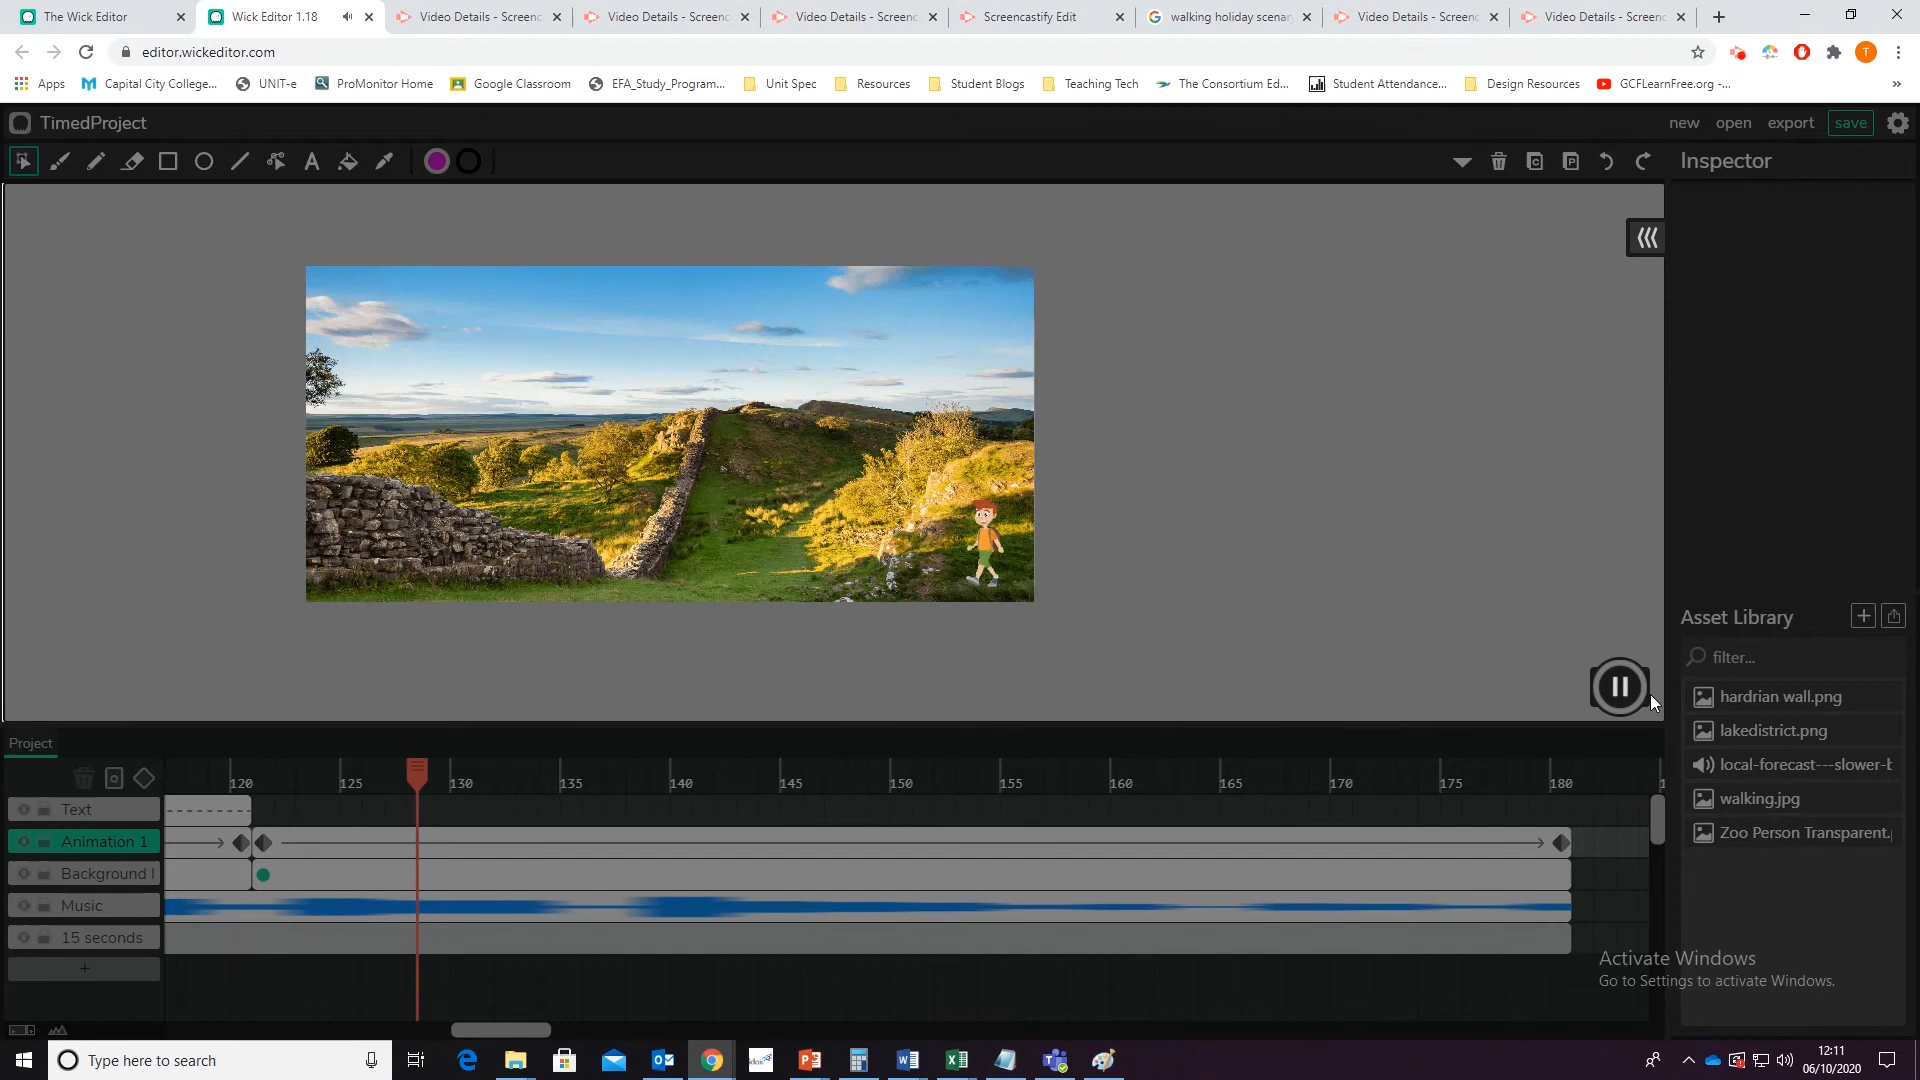 The Wick Editor
Wick Editor 1.18
Video Details - Screenc
Video Details - Screenc
Video Details - Screenc
Screencastify Edit
walking holiday scenar
Video Details - Screenc
Video Details - Screenc
editor.wickeditor.com
T
Apps
Capital City College...
UNIT-e
ProMonitor Home
Google Classroom
EFA_Study_Program...
Unit Spec
Resources
Student Blogs
Teaching Tech
The Consortium Ed...
Student Attendance...
Design Resources
GCFLearnFree.org -...
TimedProject
new
open
export
save
Inspector
Asset Library
filter...
hardrian wall.png
lakedistrict.png
local-forecast---slower-b
walking.jpg
Zoo Person Transparent.
Project
120 125 130 135 140 145 150 155 160 165 170 175 180
Text
Animation 1
Background
Music
15 seconds
Activate Windows
Go to Settings to activate Windows.
Type here to search
12:11
06/10/2020